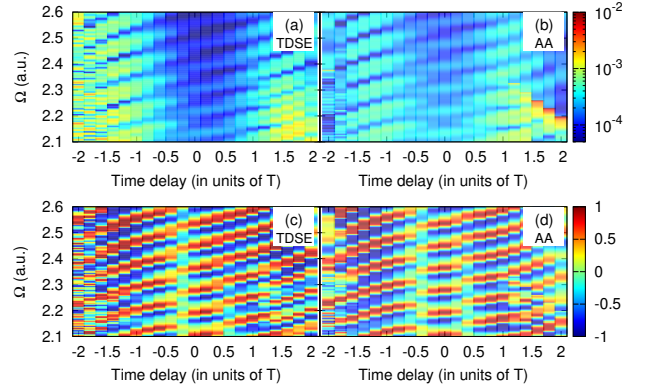 2.6
2.5
2.4
2.3
2.2
2.1
Ω (a.u.)
(a)
TDSE
(b)
AA
10-2
10-3
10-4
-2 -1.5 -1 -0.5 0 0.5 1 1.5 2
-2 -1.5 -1 -0.5 0 0.5 1 1.5 2
Time delay (in units of T)
Time delay (in units of T)
2.6
2.5
2.4
2.3
2.2
2.1
Ω (a.u.)
(c)
TDSE
(d)
AA
1
0.5
0
-0.5
-1
-2 -1.5 -1 -0.5 0 0.5 1 1.5 2
-2 -1.5 -1 -0.5 0 0.5 1 1.5 2
Time delay (in units of T)
Time delay (in units of T)